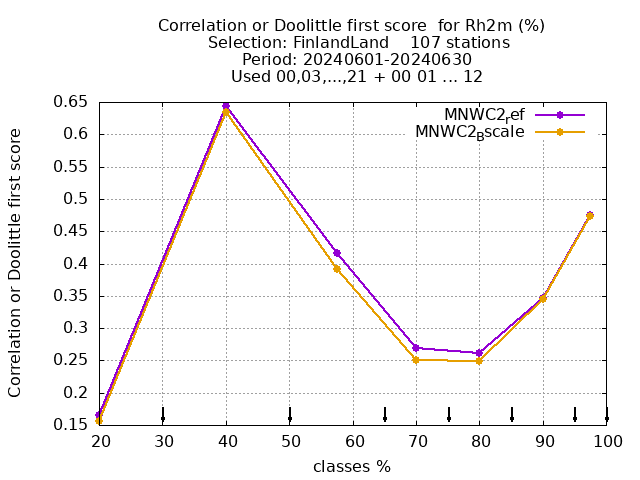 Correlation or Doolittle first score  for Rh2m (%)
Selection: FinlandLand    107 stations
Period: 20240601-20240630
Used 00,03,...,21 + 00 01 ... 12
MNWC2ref
MNWC2Bscale
Correlation or Doolittle first score
0.65
0.6
0.55
0.5
0.45
0.4
0.35
0.3
0.25
0.2
0.15
20 30 40 50 60 70 80 90 100
classes %